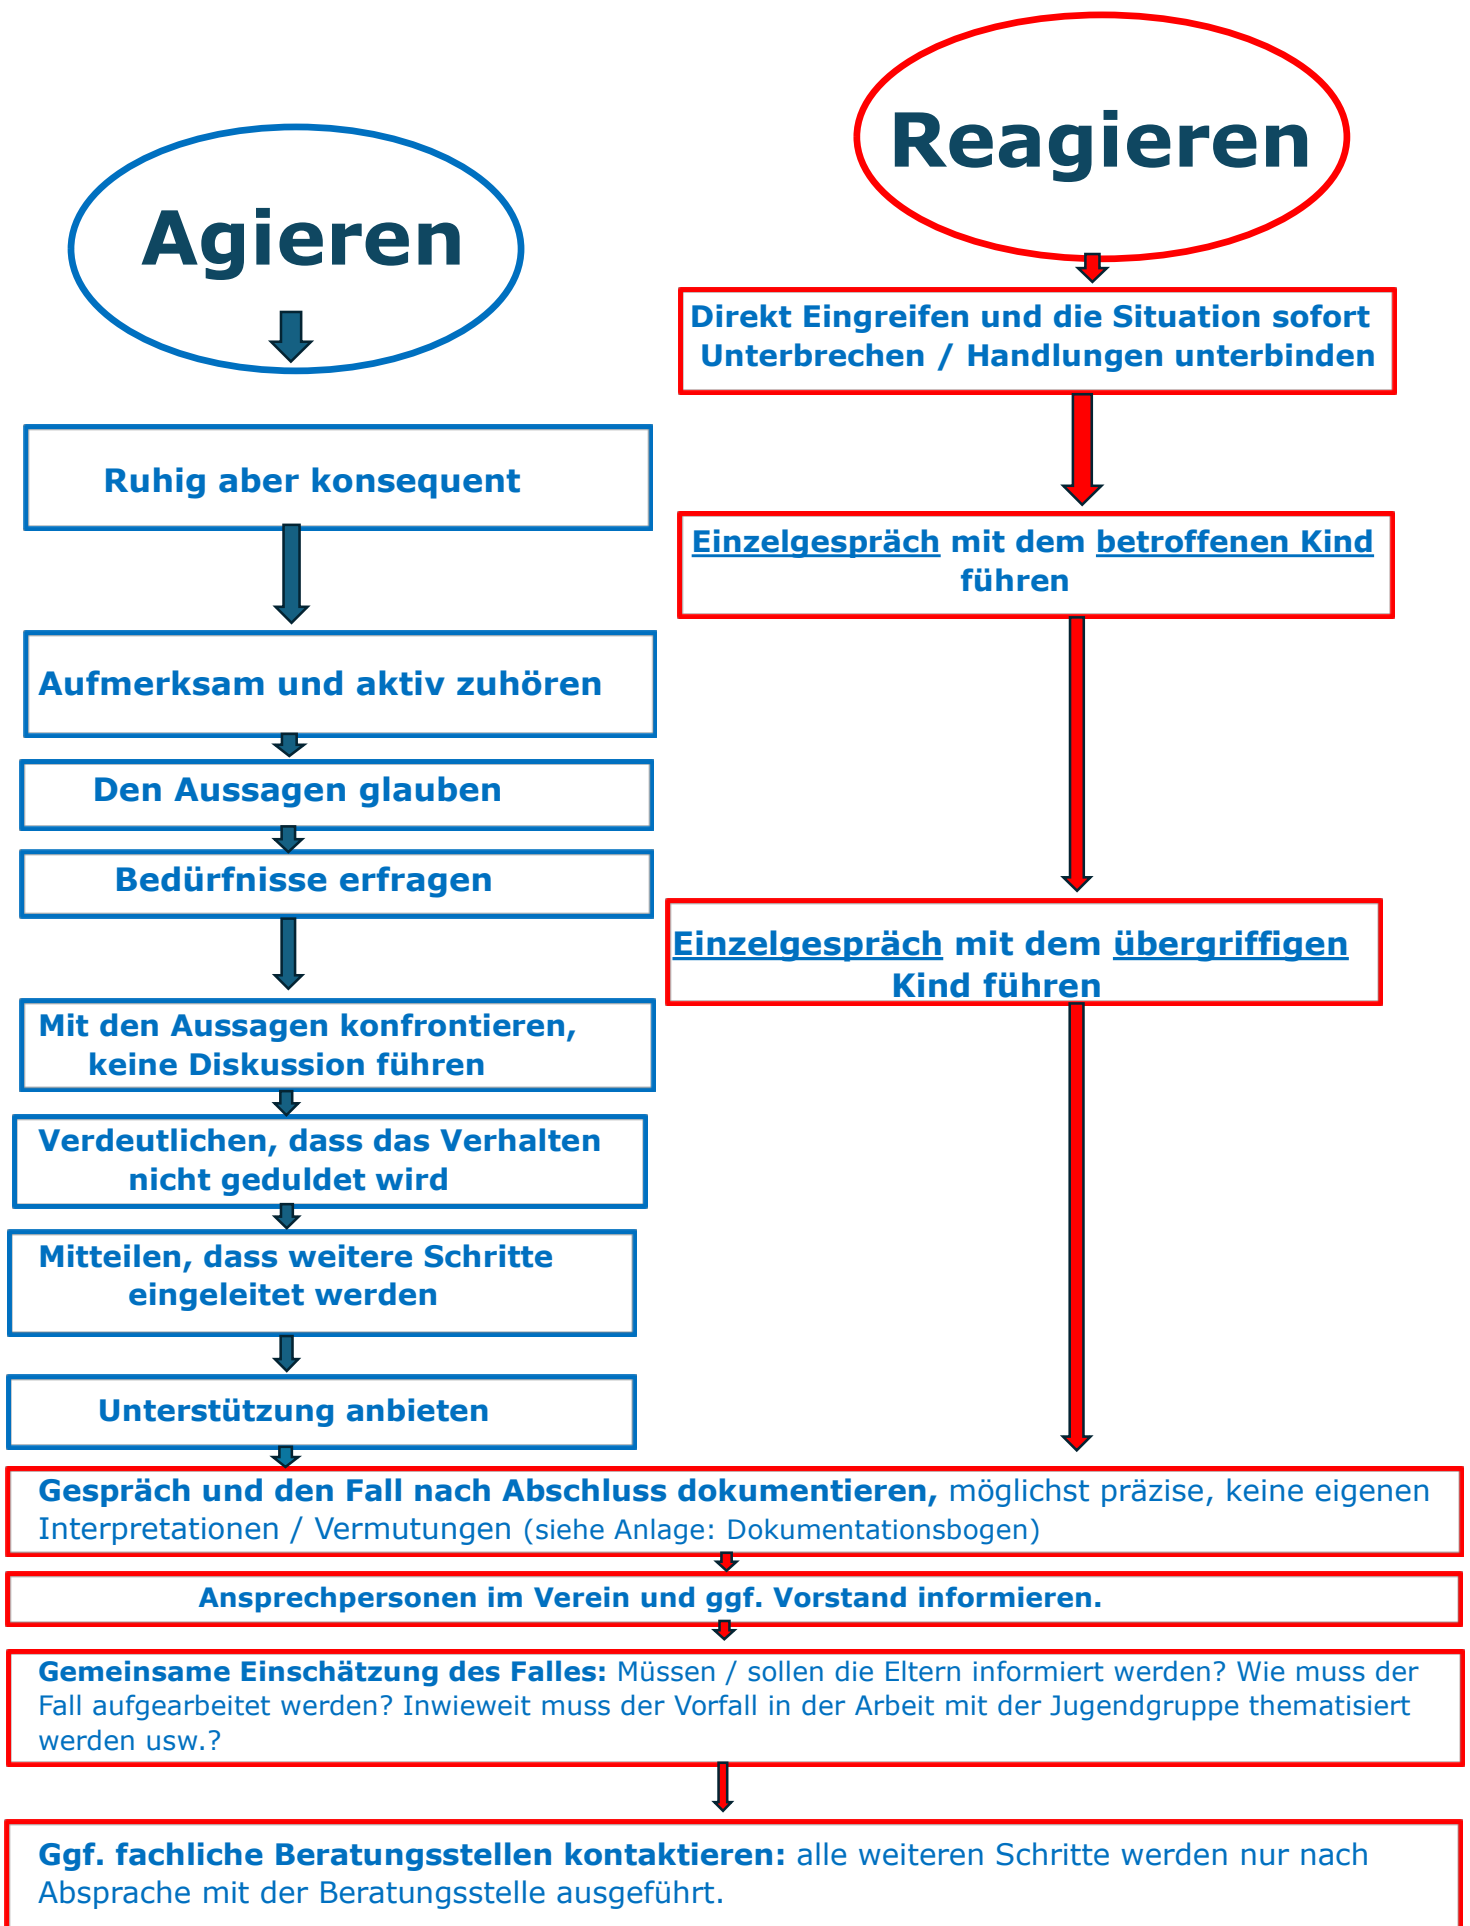 Agieren
Ruhig aber konsequent
Aufmerksam und aktiv zuhören
Den Aussagen glauben
Bedürfnisse erfragen
Mit den Aussagen konfrontieren,
keine Diskussion führen
Verdeutlichen, dass das Verhalten
nicht geduldet wird
Mitteilen, dass weitere Schritte
eingeleitet werden
Unterstützung anbieten
Reagieren
Direkt Eingreifen und die Situation sofort
Unterbrechen / Handlungen unterbinden
Einzelgespräch mit dem betroffenen Kind
führen
Einzelgespräch mit dem übergriffigen
Kind führen
Gespräch und den Fall nach Abschluss dokumentieren, möglichst präzise, keine eigenen
Interpretationen / Vermutungen (siehe Anlage: Dokumentationsbogen)
Ansprechpersonen im Verein und ggf. Vorstand informieren.
Gemeinsame Einschätzung des Falles: Müssen / sollen die Eltern informiert werden? Wie muss der
Fall aufgearbeitet werden? Inwieweit muss der Vorfall in der Arbeit mit der Jugendgruppe thematisiert
werden usw.?
Ggf. fachliche Beratungsstellen kontaktieren: alle weiteren Schritte werden nur nach
Absprache mit der Beratungsstelle ausgeführt.